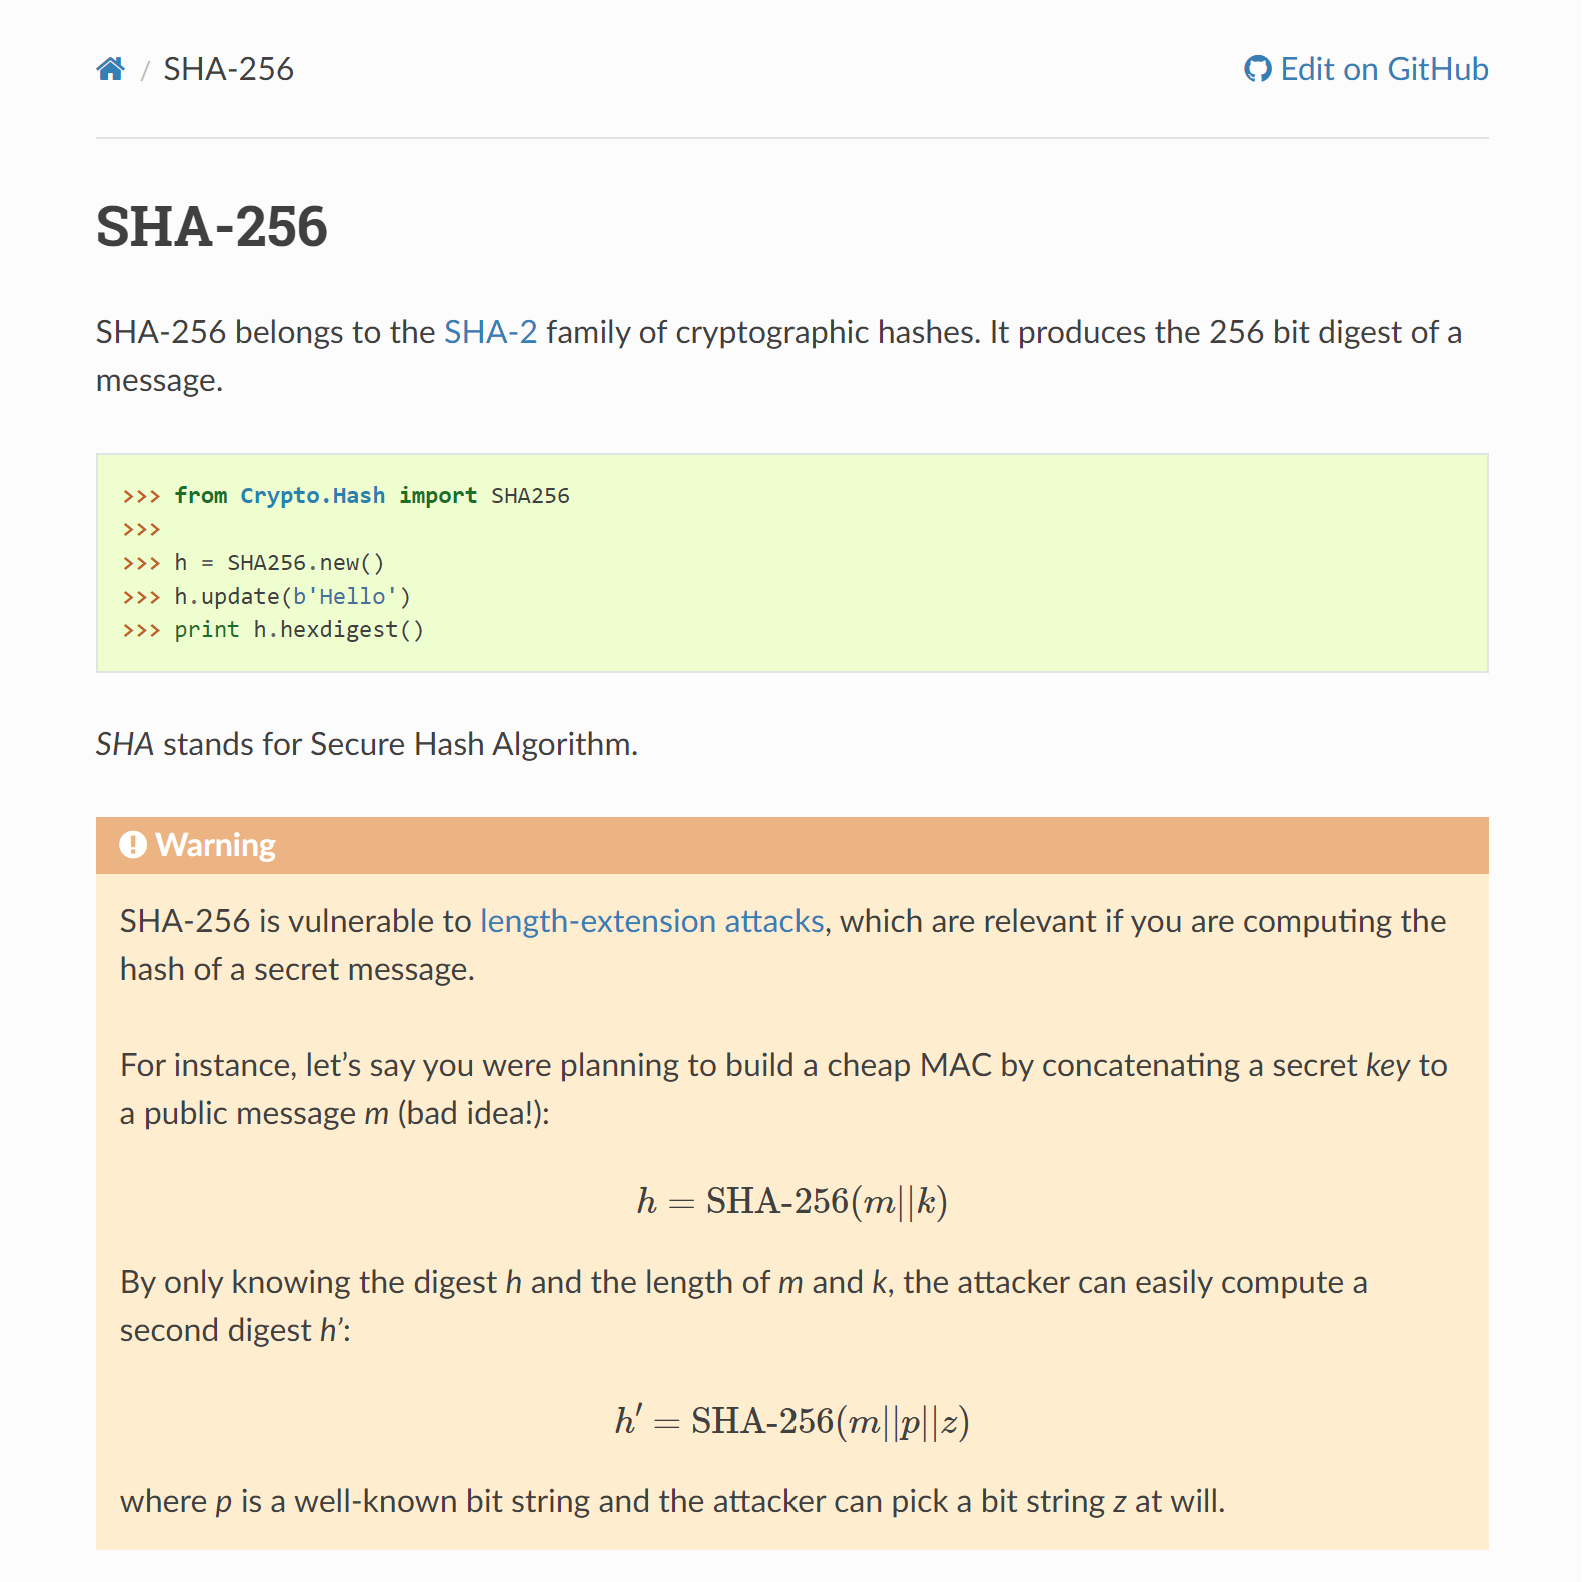 / SHA-256
Edit on GitHub
SHA-256
SHA-256 belongs to the SHA-2 family of cryptographic hashes. It produces the 256 bit digest of a
message.
>>> from Crypto.Hash import SHA256
>>>
>>> h = SHA256.new()
>>> h.update(b'Hello')
>>> print h.hexdigest()
SHA stands for Secure Hash Algorithm.
Warning
SHA-256 is vulnerable to length-extension attacks, which are relevant if you are computing the
hash of a secret message.
For instance, let’s say you were planning to build a cheap MAC by concatenating a secret key to
a public message m (bad idea!):
h = SHA-256(m||k)
By only knowing the digest h and the length of m and k, the attacker can easily compute a
second digest h’:
h′ = SHA-256(m||p||z)
where p is a well-known bit string and the attacker can pick a bit string z at will.